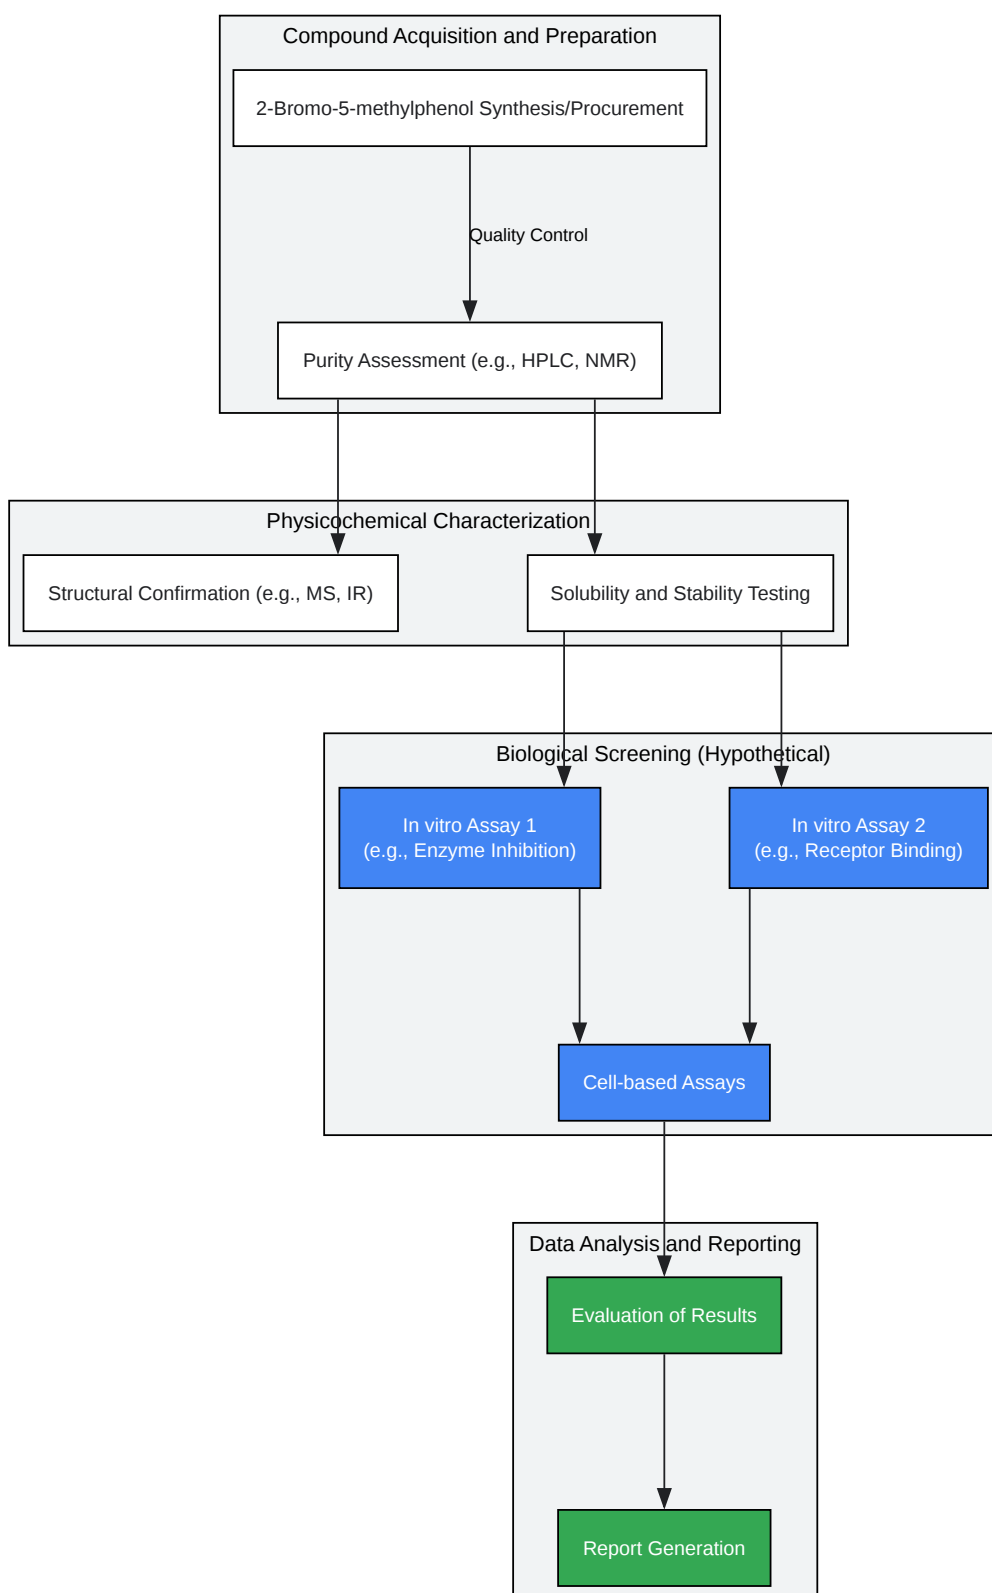 Compound Acquisition and Preparation
2-Bromo-5-methylphenol Synthesis/Procurement
Quality Control
Purity Assessment (e.g., HPLC, NMR)
Physicochemical Characterization
Structural Confirmation (e.g., MS, IR)
Solubility and Stability Testing
Biological Screening (Hypothetical)
In vitro Assay 1
(e.g., Enzyme Inhibition)
In vitro Assay 2
(e.g., Receptor Binding)
Cell-based Assays
Data Analysis and Reporting
Evaluation of Results
Report Generation